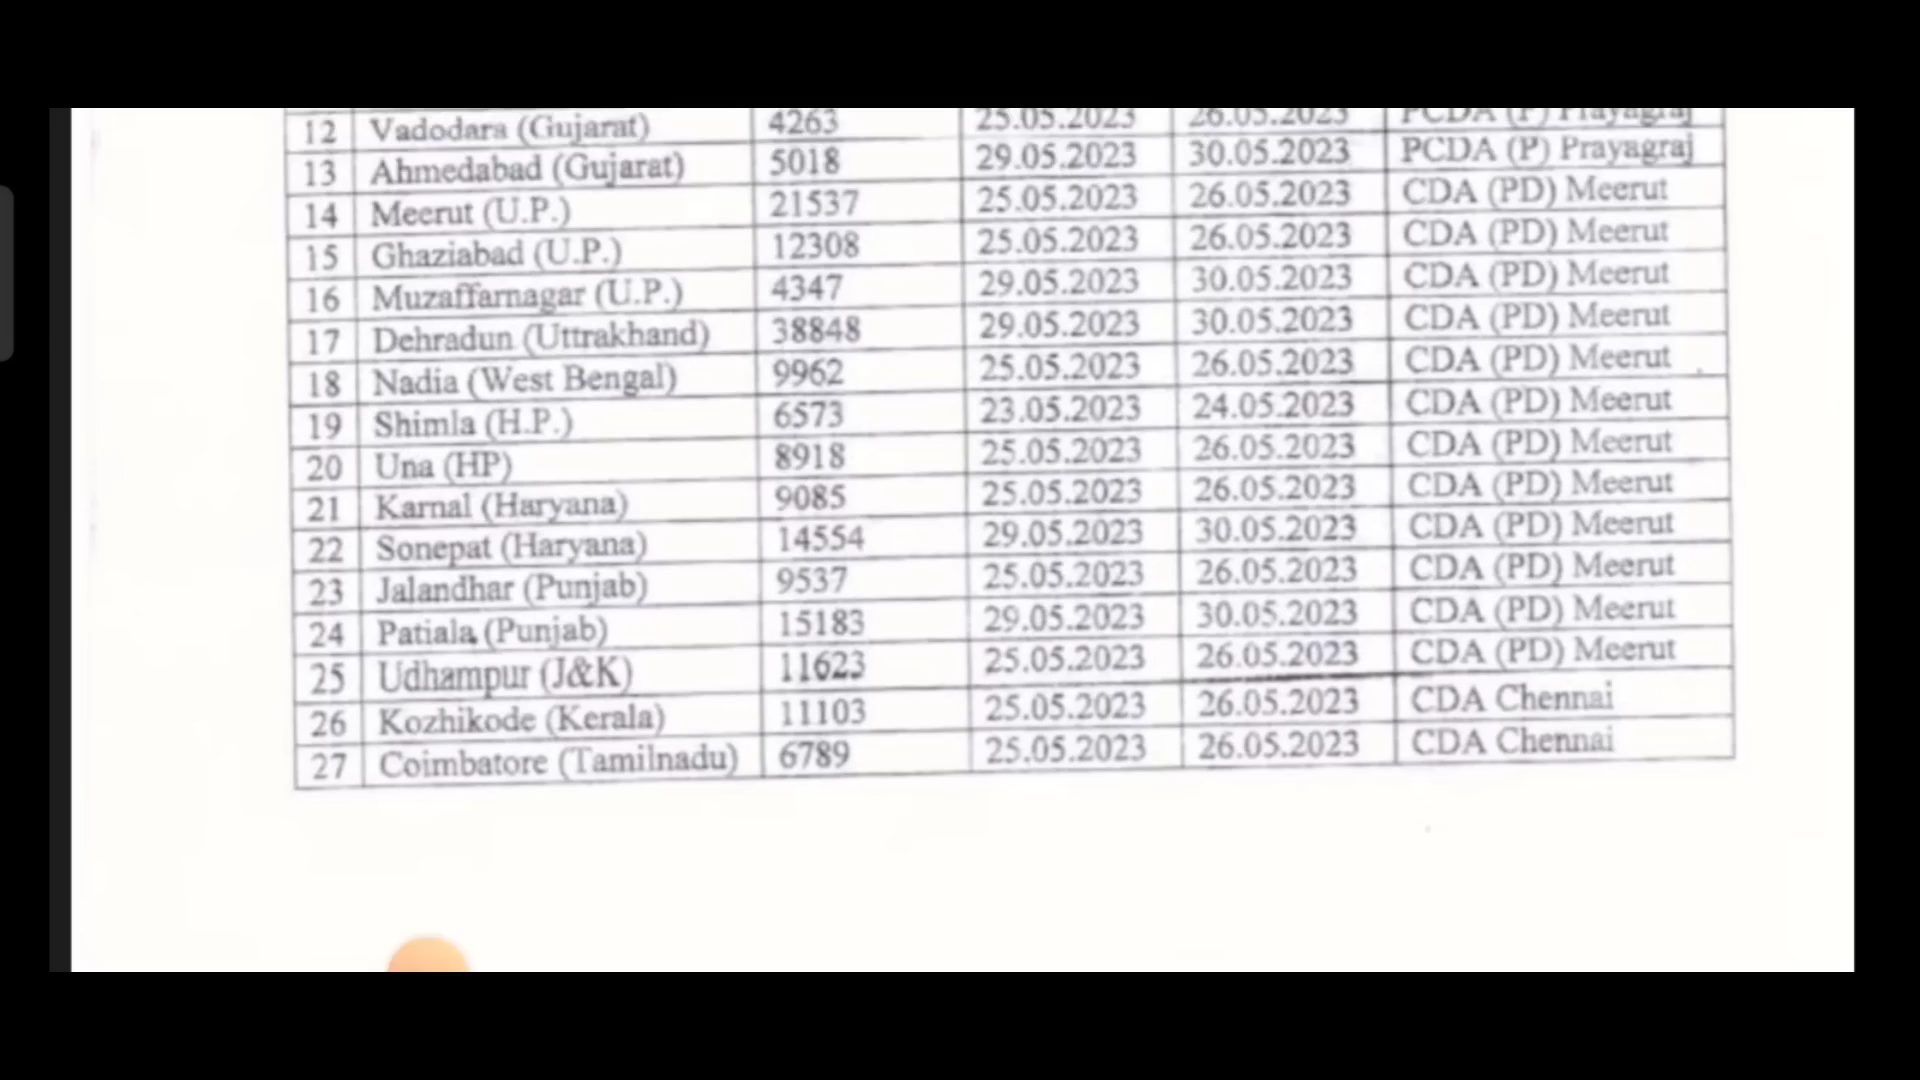 12 Vadodara (Gujarat) 4263 25.05.2023 26.05.2023 PCDA (P) Prayagraj
13 Ahmedabad (Gujarat) 5018 29.05.2023 30.05.2023 PCDA (P) Prayagraj
14 Meerut (U.P.) 21537 25.05.2023 26.05.2023 CDA (PD) Meerut
15 Ghaziabad (U.P.) 12308 25.05.2023 26.05.2023 CDA (PD) Meerut
16 Muzaffarnagar (U.P.) 4347 29.05.2023 30.05.2023 CDA (PD) Meerut
17 Dehradun (Uttrakhand) 38848 29.05.2023 30.05.2023 CDA (PD) Meerut
18 Nadia (West Bengal) 9962 25.05.2023 26.05.2023 CDA (PD) Meerut
19 Shimla (H.P.) 6573 23.05.2023 24.05.2023 CDA (PD) Meerut
20 Una (HP) 8918 25.05.2023 26.05.2023 CDA (PD) Meerut
21 Karnal (Haryana) 9085 25.05.2023 26.05.2023 CDA (PD) Meerut
22 Sonepat (Haryana) 14554 29.05.2023 30.05.2023 CDA (PD) Meerut
23 Jalandhar (Punjab) 9537 25.05.2023 26.05.2023 CDA (PD) Meerut
24 Patiala (Punjab) 15183 29.05.2023 30.05.2023 CDA (PD) Meerut
25 Udhampur (J&K) 11623 25.05.2023 26.05.2023 CDA (PD) Meerut
26 Kozhikode (Kerala) 11103 25.05.2023 26.05.2023 CDA Chennai
27 Coimbatore (Tamilnadu) 6789 25.05.2023 26.05.2023 CDA Chennai